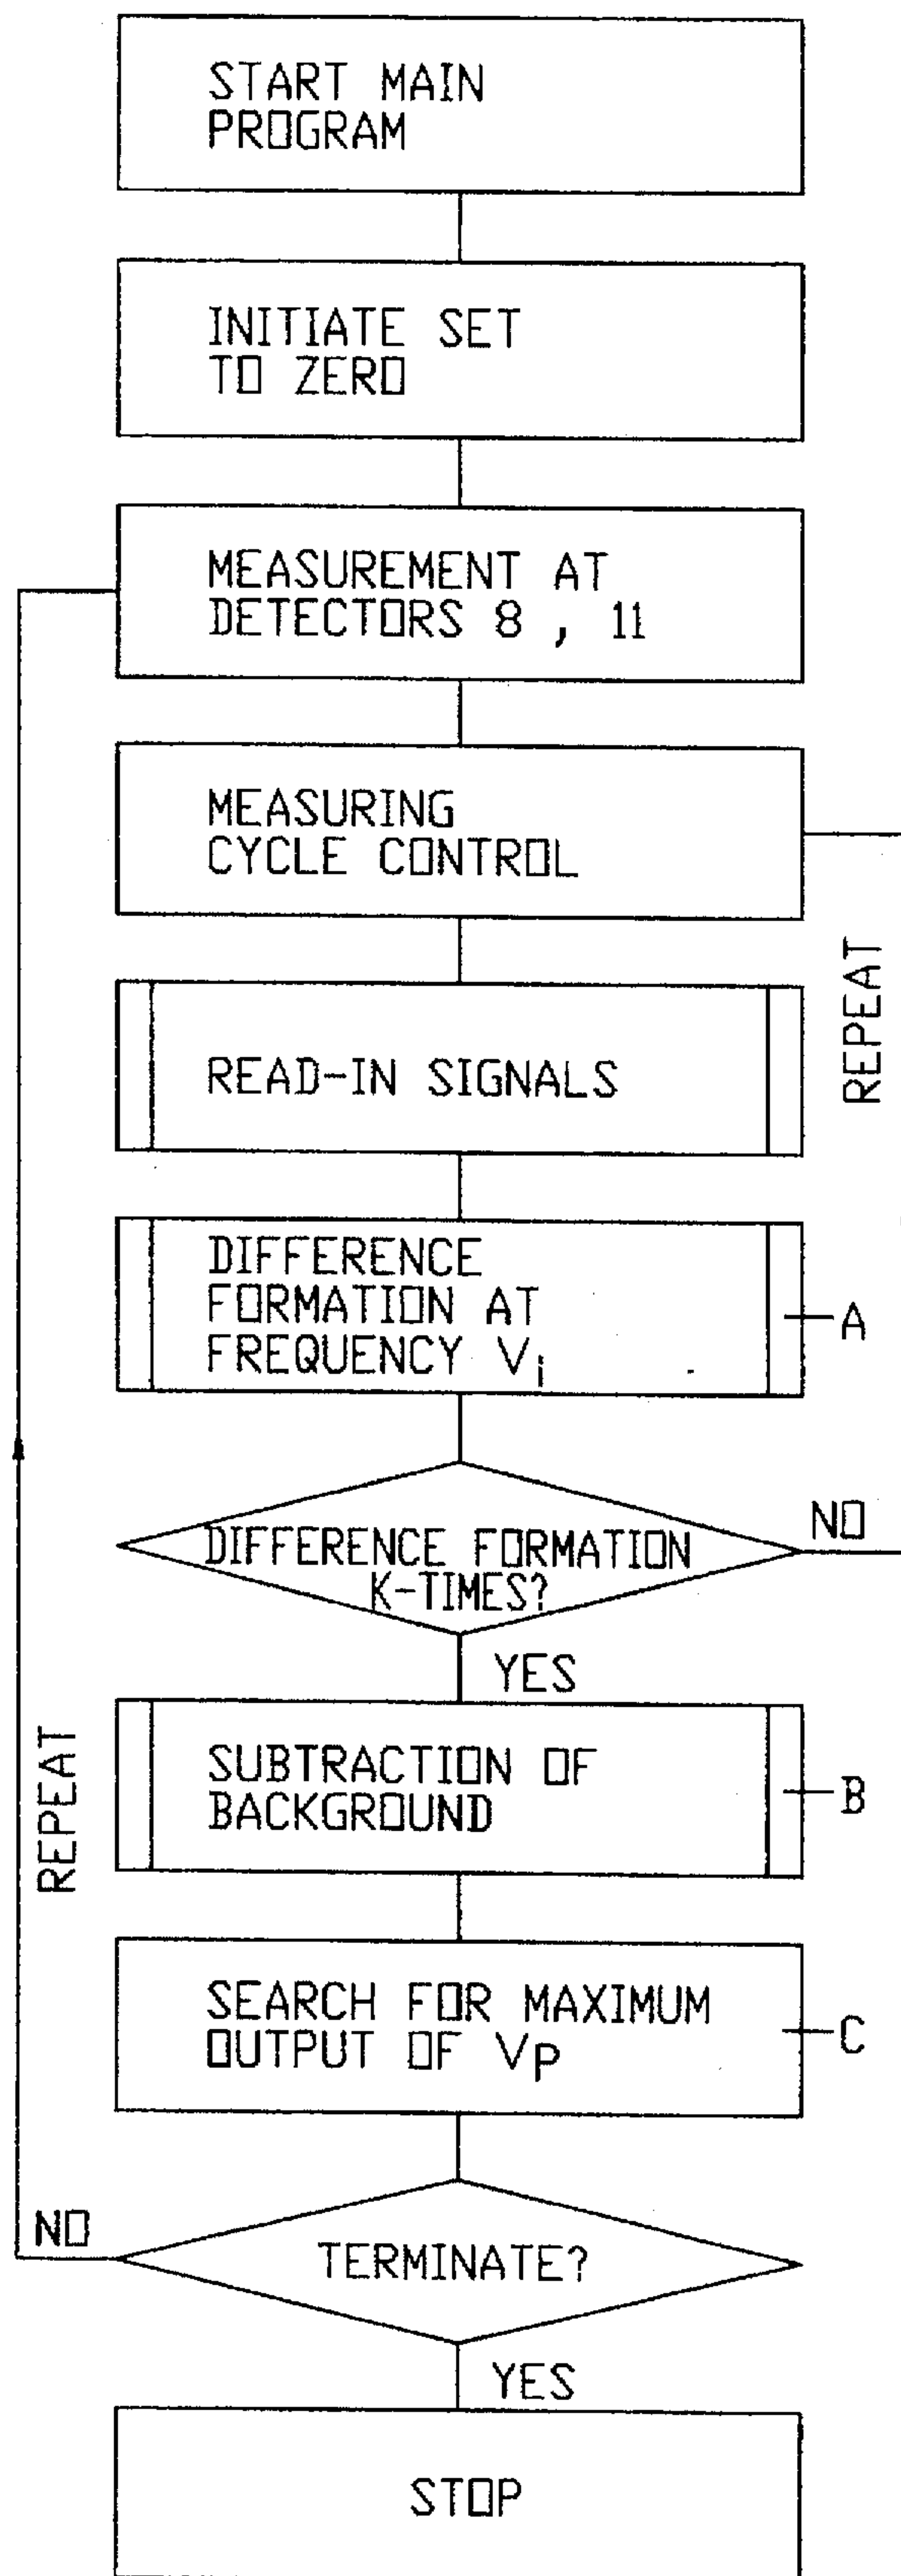 START MAIN
PROGRAM
INITIATE SET
TO ZERO
MEASUREMENT AT
DETECTORS 8 , 11
MEASURING
CYCLE CONTROL
REPEAT
READ-IN SIGNALS
DIFFERENCE
FORMATION AT
FREQUENCY Vi
A
DIFFERENCE FORMATION
K-TIMES?
NO
YES
SUBTRACTION OF
BACKGROUND
B
REPEAT
SEARCH FOR MAXIMUM
OUTPUT OF VP
C
TERMINATE?
NO
YES
STOP